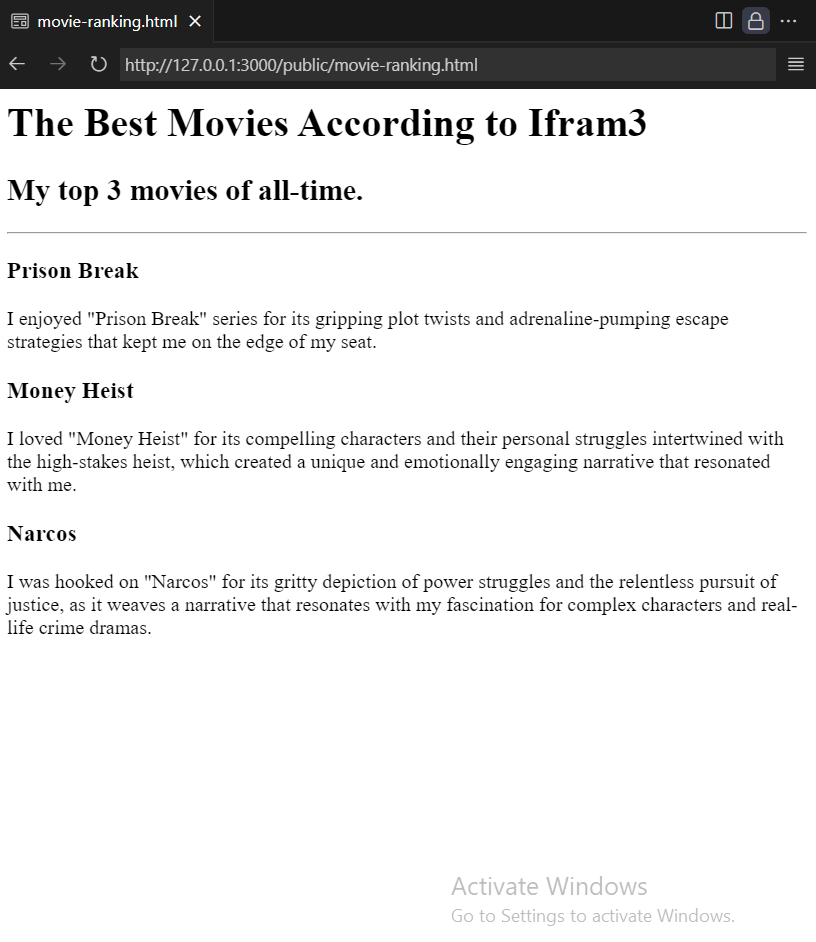 movie-ranking.html
http://127.0.0.1:3000/public/movie-ranking.html
The Best Movies According to Ifram3
My top 3 movies of all-time.
Prison Break
I enjoyed "Prison Break" series for its gripping plot twists and adrenaline-pumping escape
strategies that kept me on the edge of my seat.
Money Heist
I loved "Money Heist" for its compelling characters and their personal struggles intertwined with
the high-stakes heist, which created a unique and emotionally engaging narrative that resonated
with me.
Narcos
I was hooked on "Narcos" for its gritty depiction of power struggles and the relentless pursuit of
justice, as it weaves a narrative that resonates with my fascination for complex characters and real-
life crime dramas.
Activate Windows
Go to Settings to activate Windows.